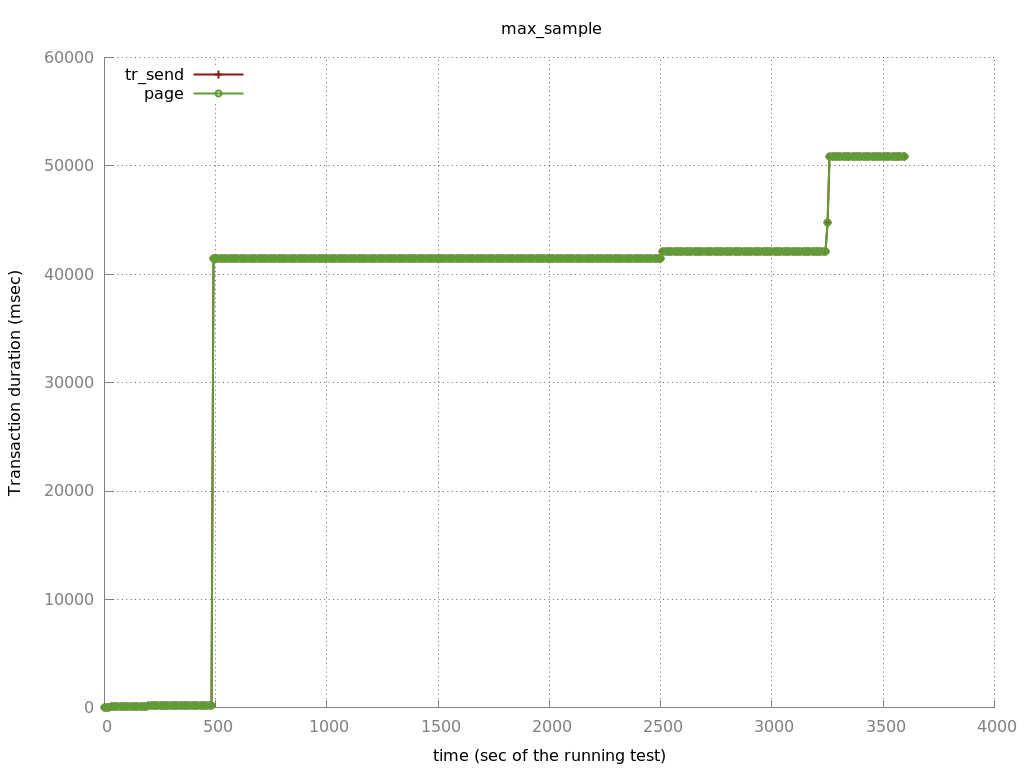 max_sample
60000
50000
40000
30000
20000
10000
0
tr_send
page
Transaction duration (msec)
0 500 1000 1500 2000 2500 3000 3500 4000
time (sec of the running test)